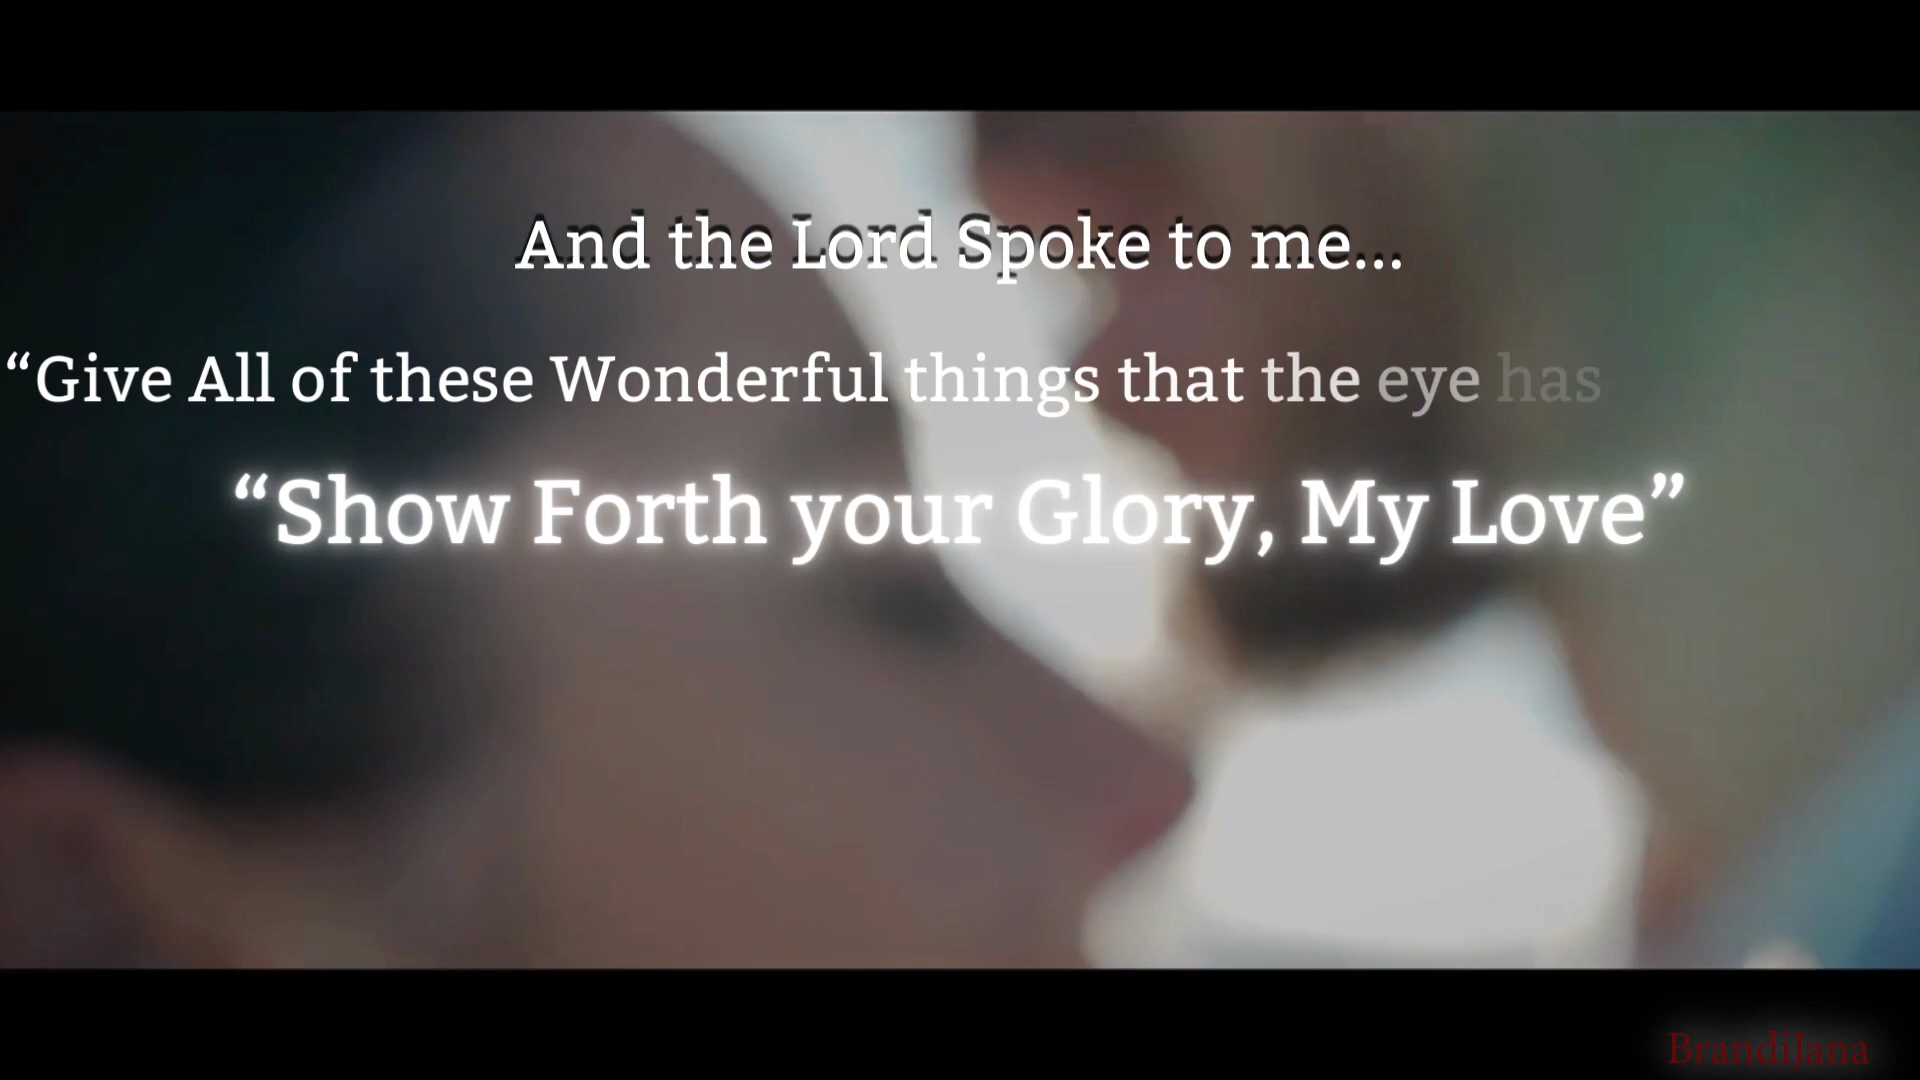 And the Lord Spoke to me...
“Give All of these Wonderful things that the eye has
“Show Forth your Glory, My Love”
BrandiJana